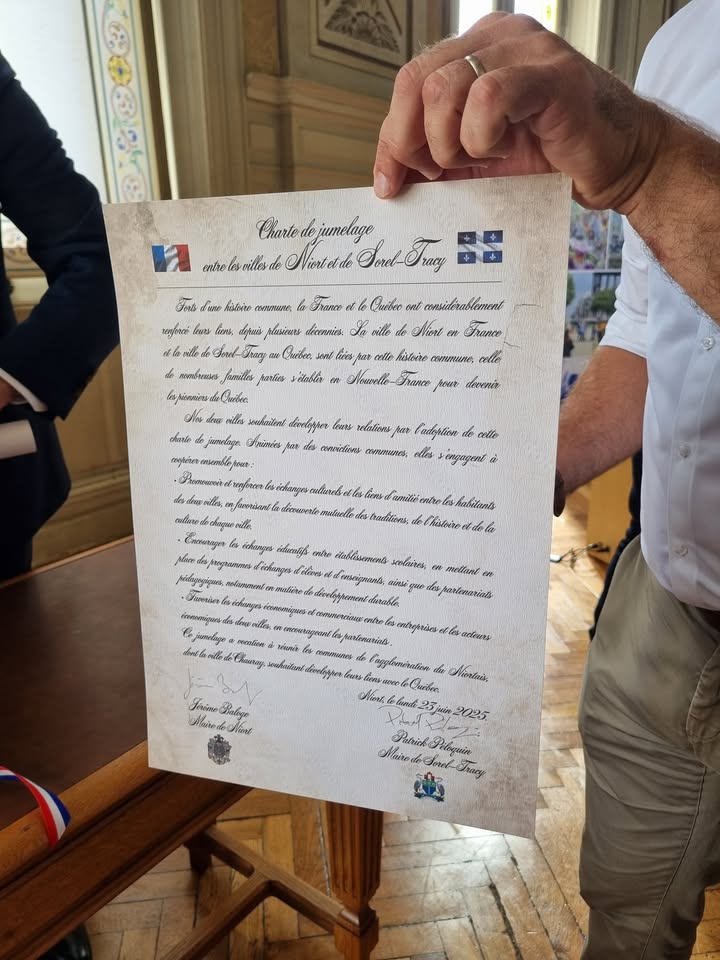 Charte de jumelage
entre les villes de Niort et de Sorel-Tracy
Forts d'une histoire commune, la France et le Québec ont considérablement
renforcé leurs liens, depuis plusieurs décennies. La ville de Niort en France
et la ville de Sorel-Tracy au Québec, sont liées par cette histoire commune, celle
de nombreuses familles parties s'établir en Nouvelle-France pour devenir
les pionniers du Québec.
Nos deux villes souhaitent développer leurs relations par l'adoption de cette
charte de jumelage. Animées par des convictions communes, elles s'engagent à
coopérer ensemble pour :
· Promouvoir et renforcer les échanges culturels et les liens d'amitié entre les habitants
des deux villes, en favorisant la découverte mutuelle des traditions, de l'histoire et de la
culture de chaque ville.
· Encourager les échanges éducatifs entre établissements scolaires, en mettant en
place des programmes d'échanges d'élèves et d'enseignants, ainsi que des partenariats
pédagogiques, notamment en matière de développement durable.
· Favoriser les échanges économiques et commerciaux entre les entreprises et les acteurs
économiques des deux villes, en encourageant les partenariats.
Ce jumelage a vocation à réunir les communes de l'agglomération du Niortais,
dont la ville de Chauray, souhaitant développer leurs liens avec le Québec.
Niort, le lundi 23 juin 2025,
Jérôme Baloge
Maire de Niort
Patrick Péloquin
Maire de Sorel-Tracy